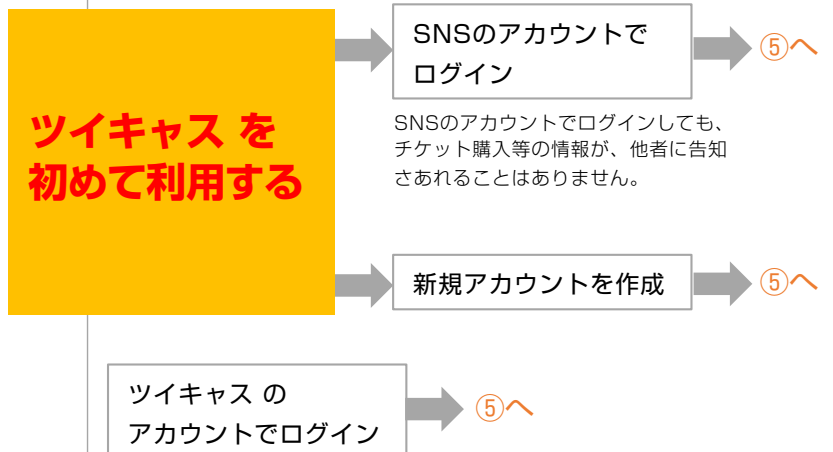 SNSのアカウントで
ログイン
⑤へ
ツイキャス を
初めて利用する
SNSのアカウントでログインしても、
チケット購入等の情報が、他者に告知
さあれることはありません。
新規アカウントを作成
⑤へ
ツイキャス の
アカウントでログイン
⑤へ